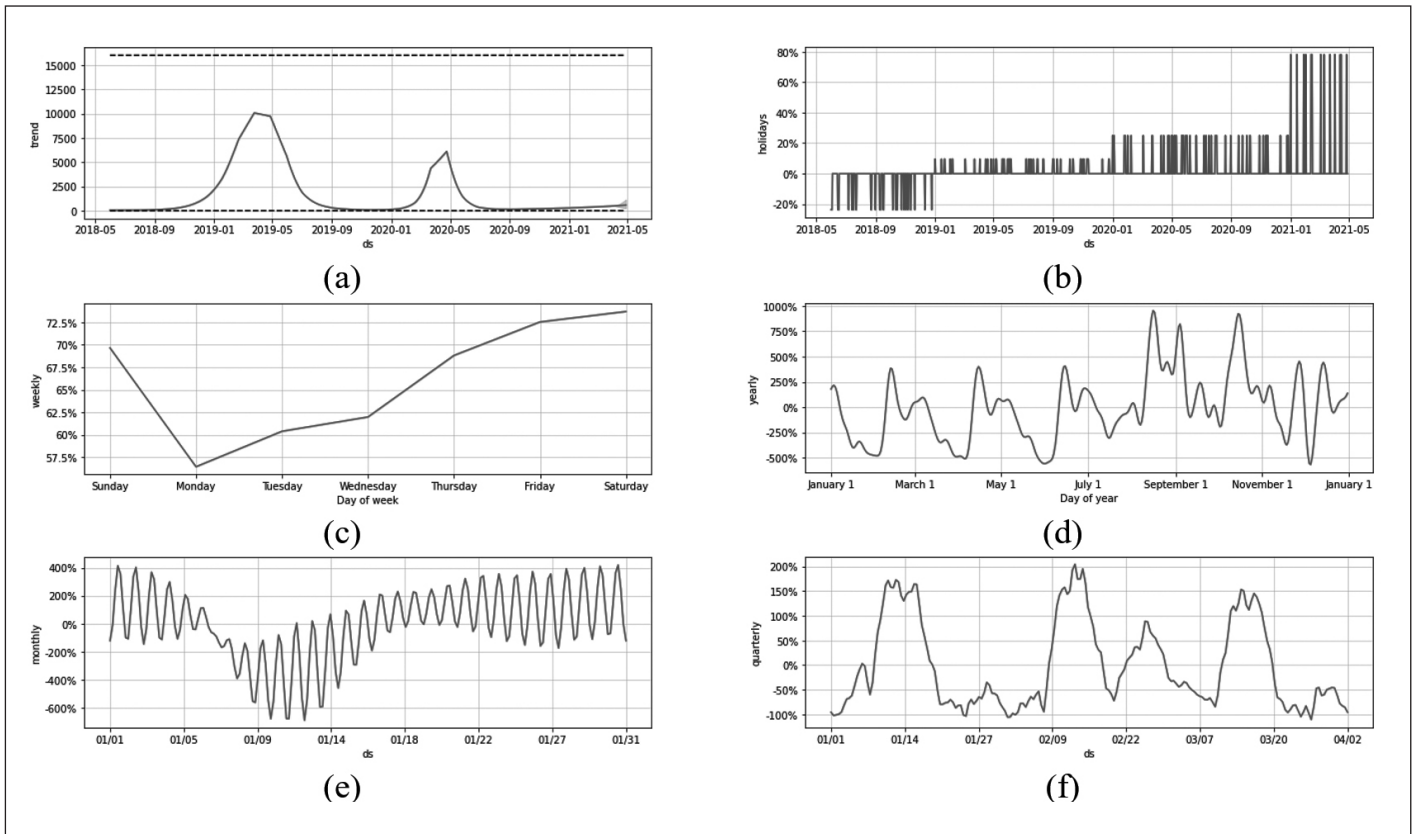 trend
15000
12500
10000
7500
5000
2500
0
2018-05 2018-09 2019-01 2019-05 2019-09 2020-01 2020-05 2020-09 2021-01 2021-05
ds
(a)
holidays
80%
60%
40%
20%
0%
-20%
2018-05 2018-09 2019-01 2019-05 2019-09 2020-01 2020-05 2020-09 2021-01 2021-05
ds
(b)
weekly
72.5%
70%
67.5%
65%
62.5%
60%
57.5%
Sunday Monday Tuesday Wednesday Thursday Friday Saturday
Day of week
(c)
yearly
1000%
750%
500%
250%
0%
-250%
-500%
January 1 March 1 May 1 July 1 September 1 November 1 January 1
Day of year
(d)
monthly
400%
200%
0%
-200%
-400%
-600%
01/01 01/05 01/09 01/14 01/18 01/22 01/27 01/31
ds
(e)
quarterly
200%
150%
100%
50%
0%
-50%
-100%
01/01 01/14 01/27 02/09 02/22 03/07 03/20 04/02
ds
(f)